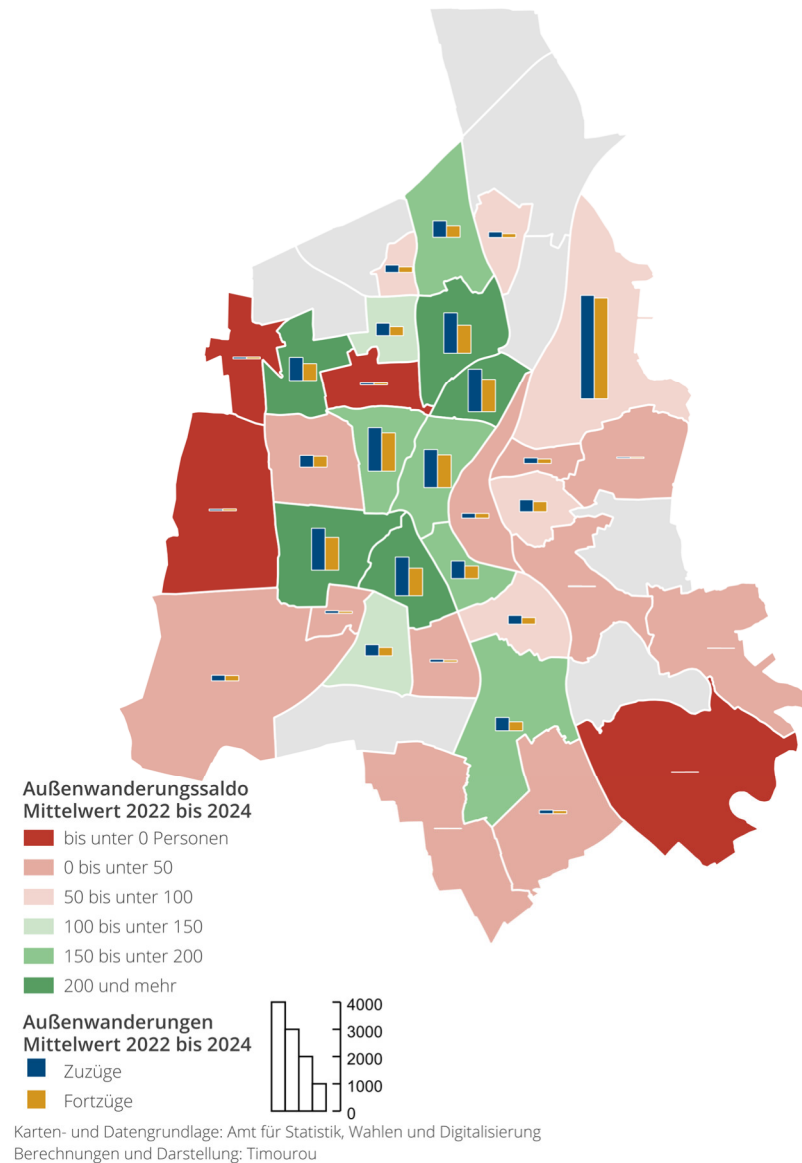 Außenwanderungssaldo
Mittelwert 2022 bis 2024
bis unter 0 Personen
0 bis unter 50
50 bis unter 100
100 bis unter 150
150 bis unter 200
200 und mehr
Außenwanderungen
Mittelwert 2022 bis 2024
Zuzüge
Fortzüge
4000
3000
2000
1000
0
Karten- und Datengrundlage: Amt für Statistik, Wahlen und Digitalisierung
Berechnungen und Darstellung: Timourou